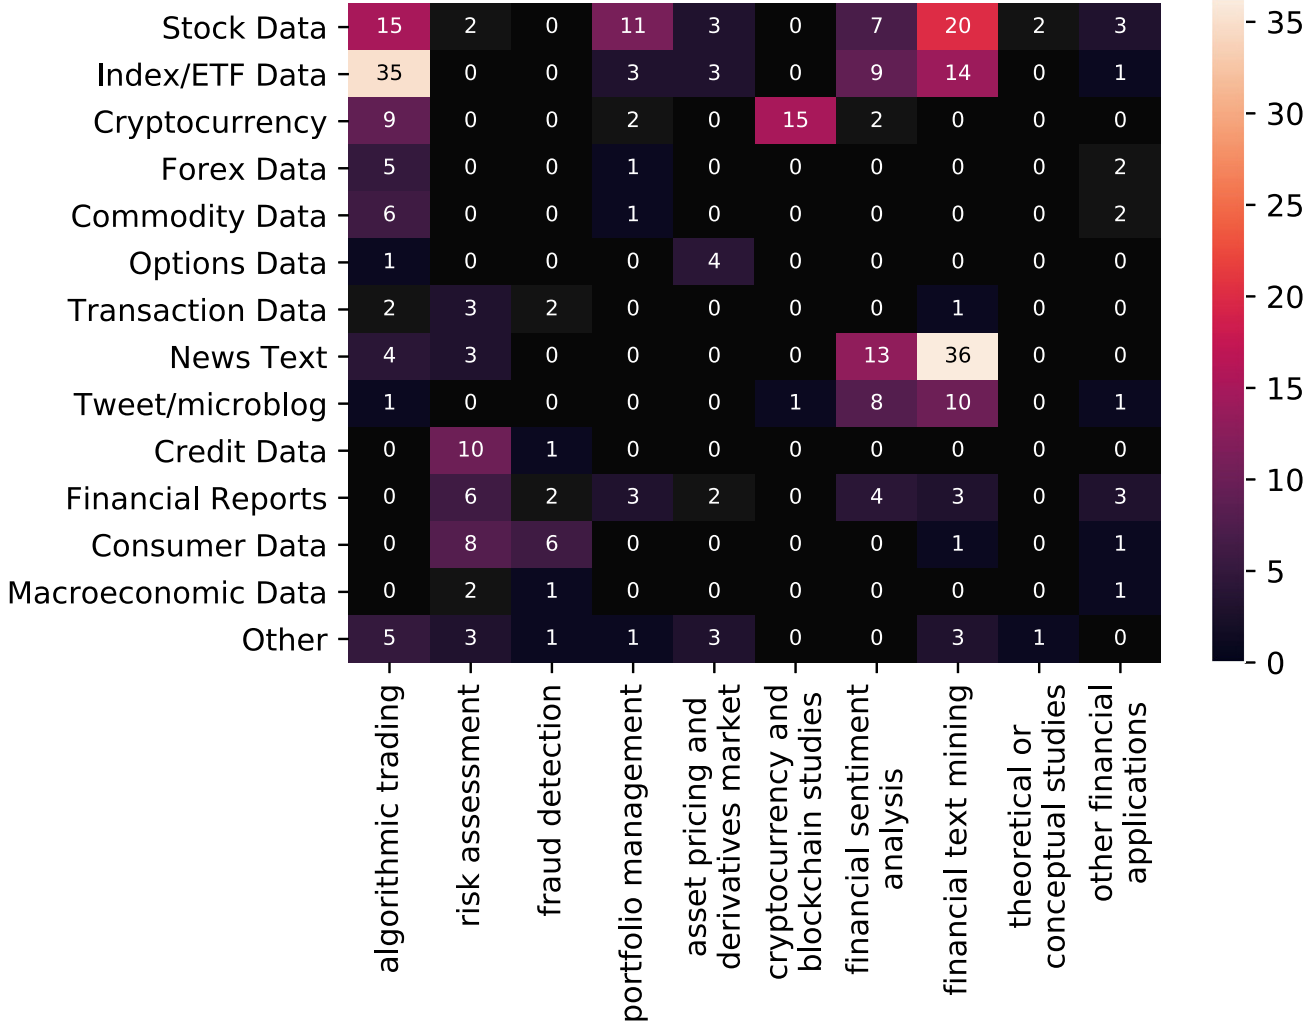 Stock Data 15 2 0 11 3 0 7 20 2 3
Index/ETF Data 35 0 0 3 3 0 9 14 0 1
Cryptocurrency 9 0 0 2 0 15 2 0 0 0
Forex Data 5 0 0 1 0 0 0 0 0 2
Commodity Data 6 0 0 1 0 0 0 0 0 2
Options Data 1 0 0 0 4 0 0 0 0 0
Transaction Data 2 3 2 0 0 0 0 1 0 0
News Text 4 3 0 0 0 0 13 36 0 0
Tweet/microblog 1 0 0 0 0 1 8 10 0 1
Credit Data 0 10 1 0 0 0 0 0 0 0
Financial Reports 0 6 2 3 2 0 4 3 0 3
Consumer Data 0 8 6 0 0 0 0 1 0 1
Macroeconomic Data 0 2 1 0 0 0 0 0 0 1
Other 5 3 1 1 3 0 0 3 1 0
algorithmic trading
risk assessment
fraud detection
portfolio management
asset pricing and
derivatives market
cryptocurrency and
blockchain studies
financial sentiment
analysis
financial text mining
theoretical or
conceptual studies
other financial
applications
35
30
25
20
15
10
5
0